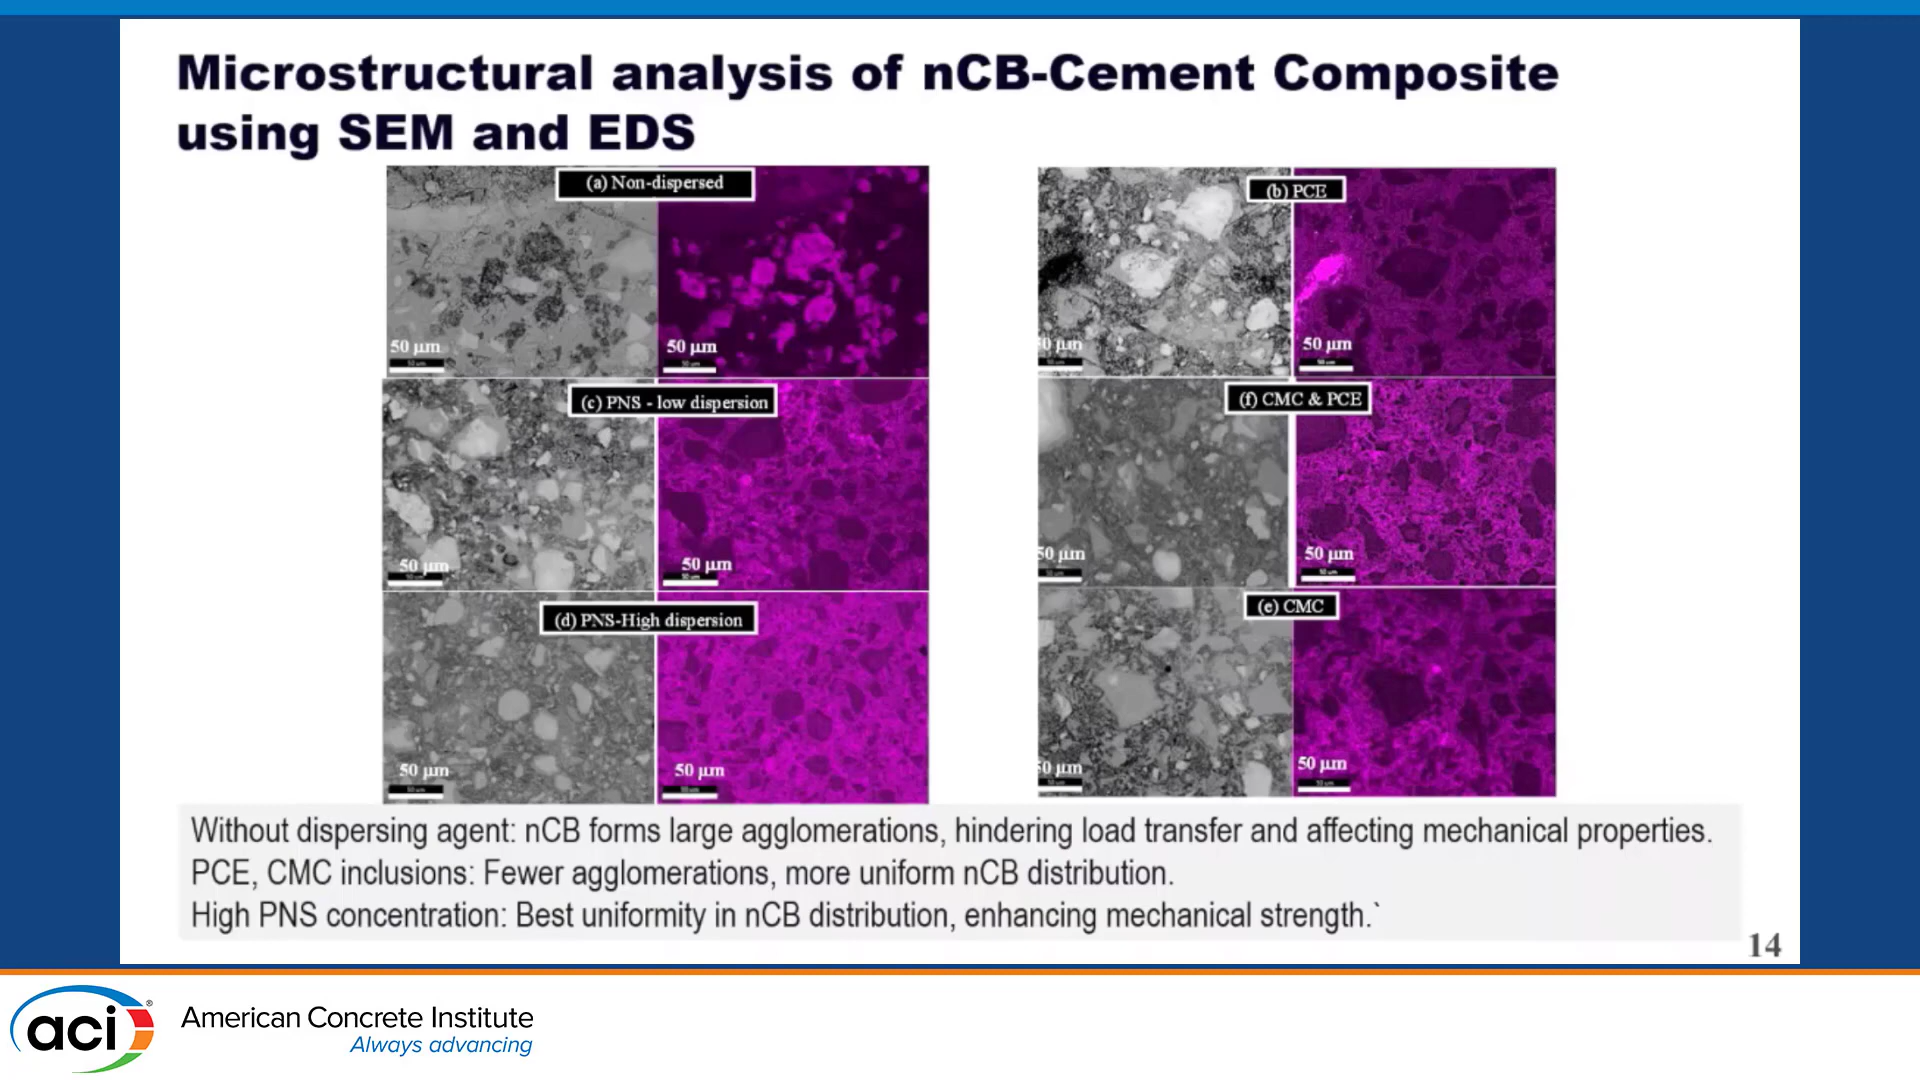 Microstructural analysis of nCB-Cement Composite
using SEM and EDS
(a) Non-dispersed
50 µm
50 µm
(b) PCE
50 µm
(c) PNS - low dispersion
50 µm
50 µm
(f) CMC & PCE
50 µm
50 µm
(d) PNS-High dispersion
50 µm
50 µm
(e) CMC
50 µm
Without dispersing agent: nCB forms large agglomerations, hindering load transfer and affecting mechanical properties.
PCE, CMC inclusions: Fewer agglomerations, more uniform nCB distribution.
High PNS concentration: Best uniformity in nCB distribution, enhancing mechanical strength.`
14
aci®
American Concrete Institute
Always advancing